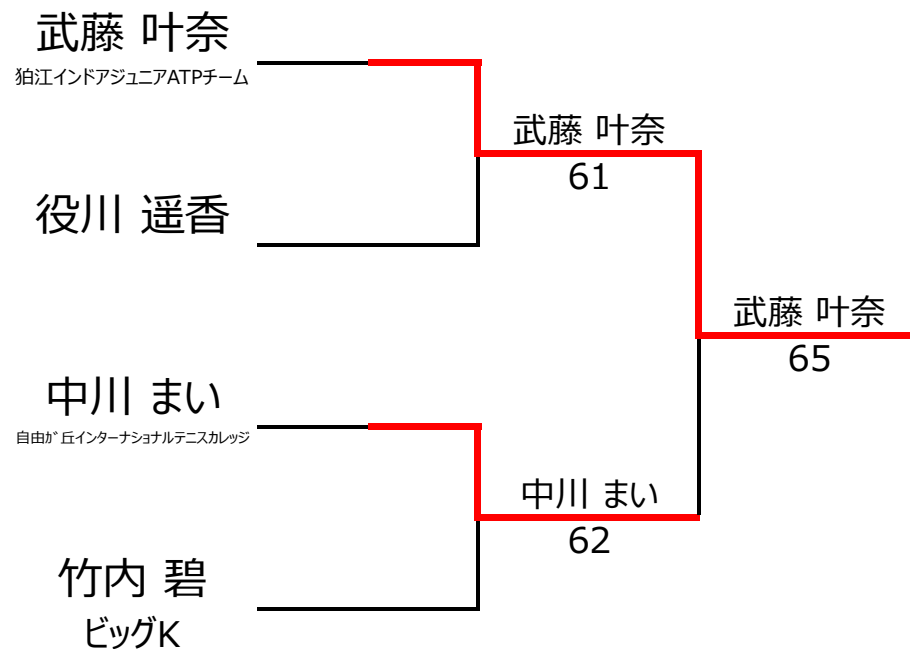 武藤 叶奈
狛江インドアジュニアATPチーム
武藤 叶奈
61
役川 遥香
武藤 叶奈
65
中川 まい
自由ガ丘インターナショナルテニスカレッジ
中川 まい
62
竹内 碧
ビッグK